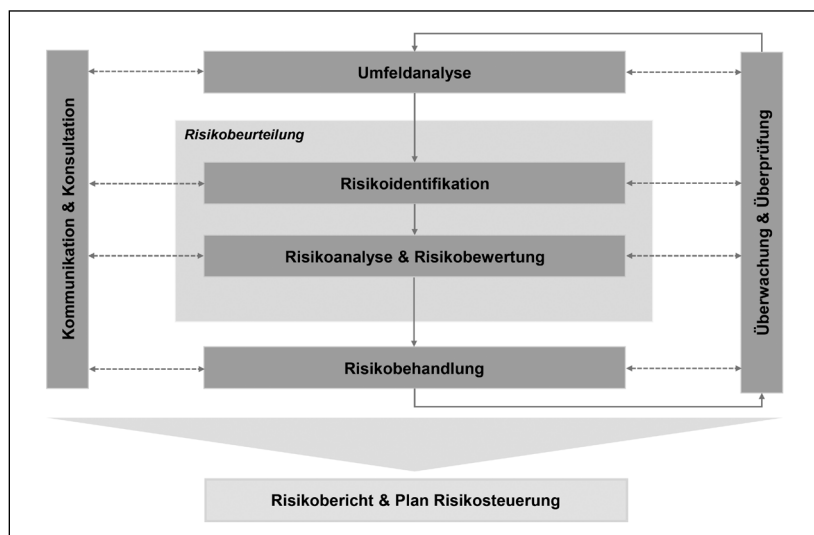 Umfeldanalyse
Kommunikation & Konsultation
Überwachung & Überprüfung
Risikobeurteilung
Risikoidentifikation
Risikoanalyse & Risikobewertung
Risikobehandlung
Risikobericht & Plan Risikosteuerung